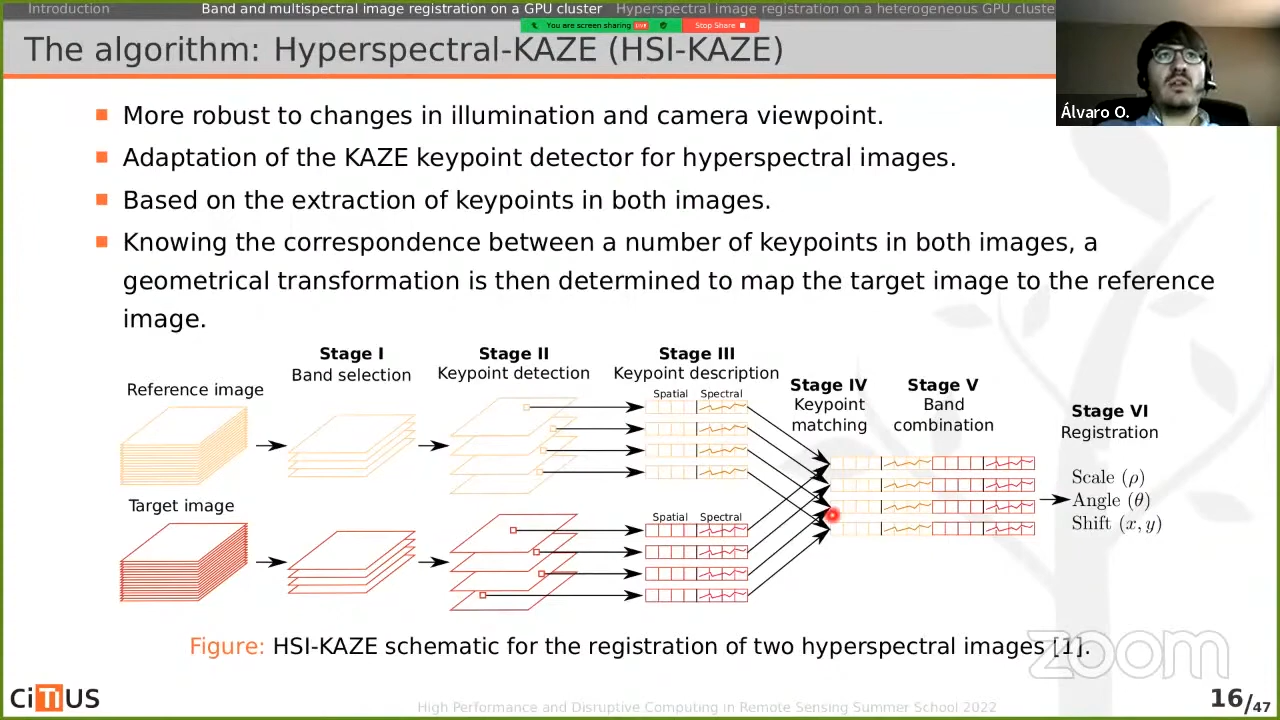 Introduction Band and multispectral image registration on a GPU cluster Hyperspectral image registration on a heterogeneous GPU cluste
You are screen sharing LIVE Stop Share
The algorithm: Hyperspectral-KAZE (HSI-KAZE)
Álvaro O.
More robust to changes in illumination and camera viewpoint.
Adaptation of the KAZE keypoint detector for hyperspectral images.
Based on the extraction of keypoints in both images.
Knowing the correspondence between a number of keypoints in both images, a
geometrical transformation is then determined to map the target image to the reference
image.
Reference image
Stage I
Band selection
Stage II
Keypoint detection
Stage III
Keypoint description
Spatial Spectral
Stage IV
Keypoint
matching
Stage V
Band
combination
Stage VI
Registration
Target image
Spatial Spectral
Scale (ρ)
Angle (θ)
Shift (x, y)
Figure: HSI-KAZE schematic for the registration of two hyperspectral images [1].
zoom
CiTIUS
High Performance and Disruptive Computing in Remote Sensing Summer School 2022
16/47